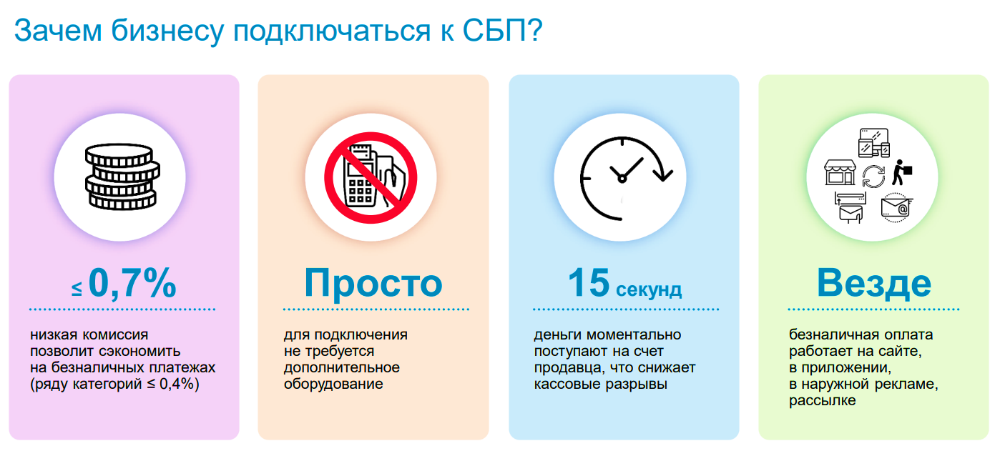 Зачем бизнесу подключаться к СБП?
≤ 0,7%
низкая комиссия
позволит сэкономить
на безналичных платежах
(ряду категорий ≤ 0,4%)
Просто
для подключения
не требуется
дополнительное
оборудование
15 секунд
деньги моментально
поступают на счет
продавца, что снижает
кассовые разрывы
@
Везде
безналичная оплата
работает на сайте,
в приложении,
в наружной рекламе,
рассылке